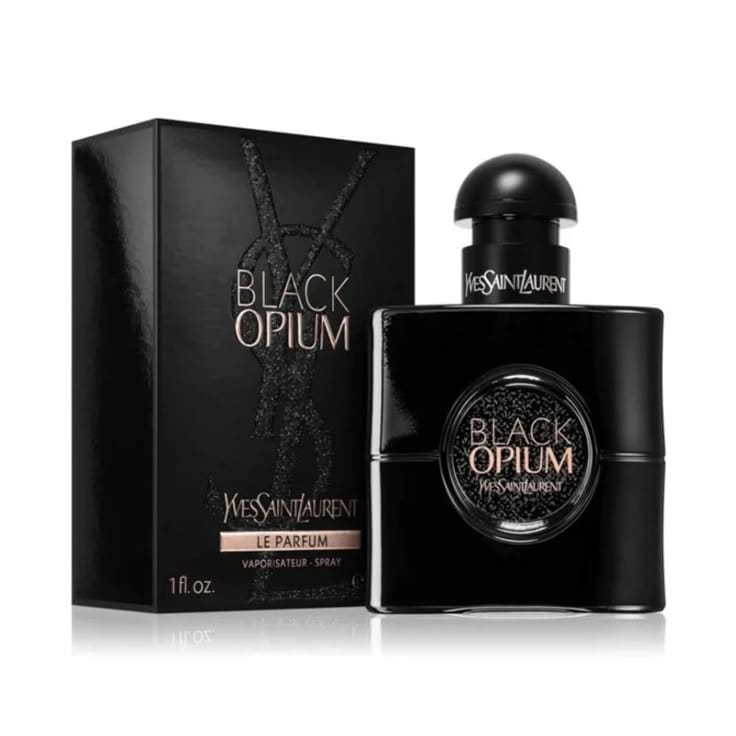 BLACK
OPIUM
YVESSAINTLAURENT
LE PARFUM
VAPORISATEUR - SPRAY
1 fl. oz. e
YVESSAINTLAURENT
BLACK
OPIUM
YVESSAINTLAURENT